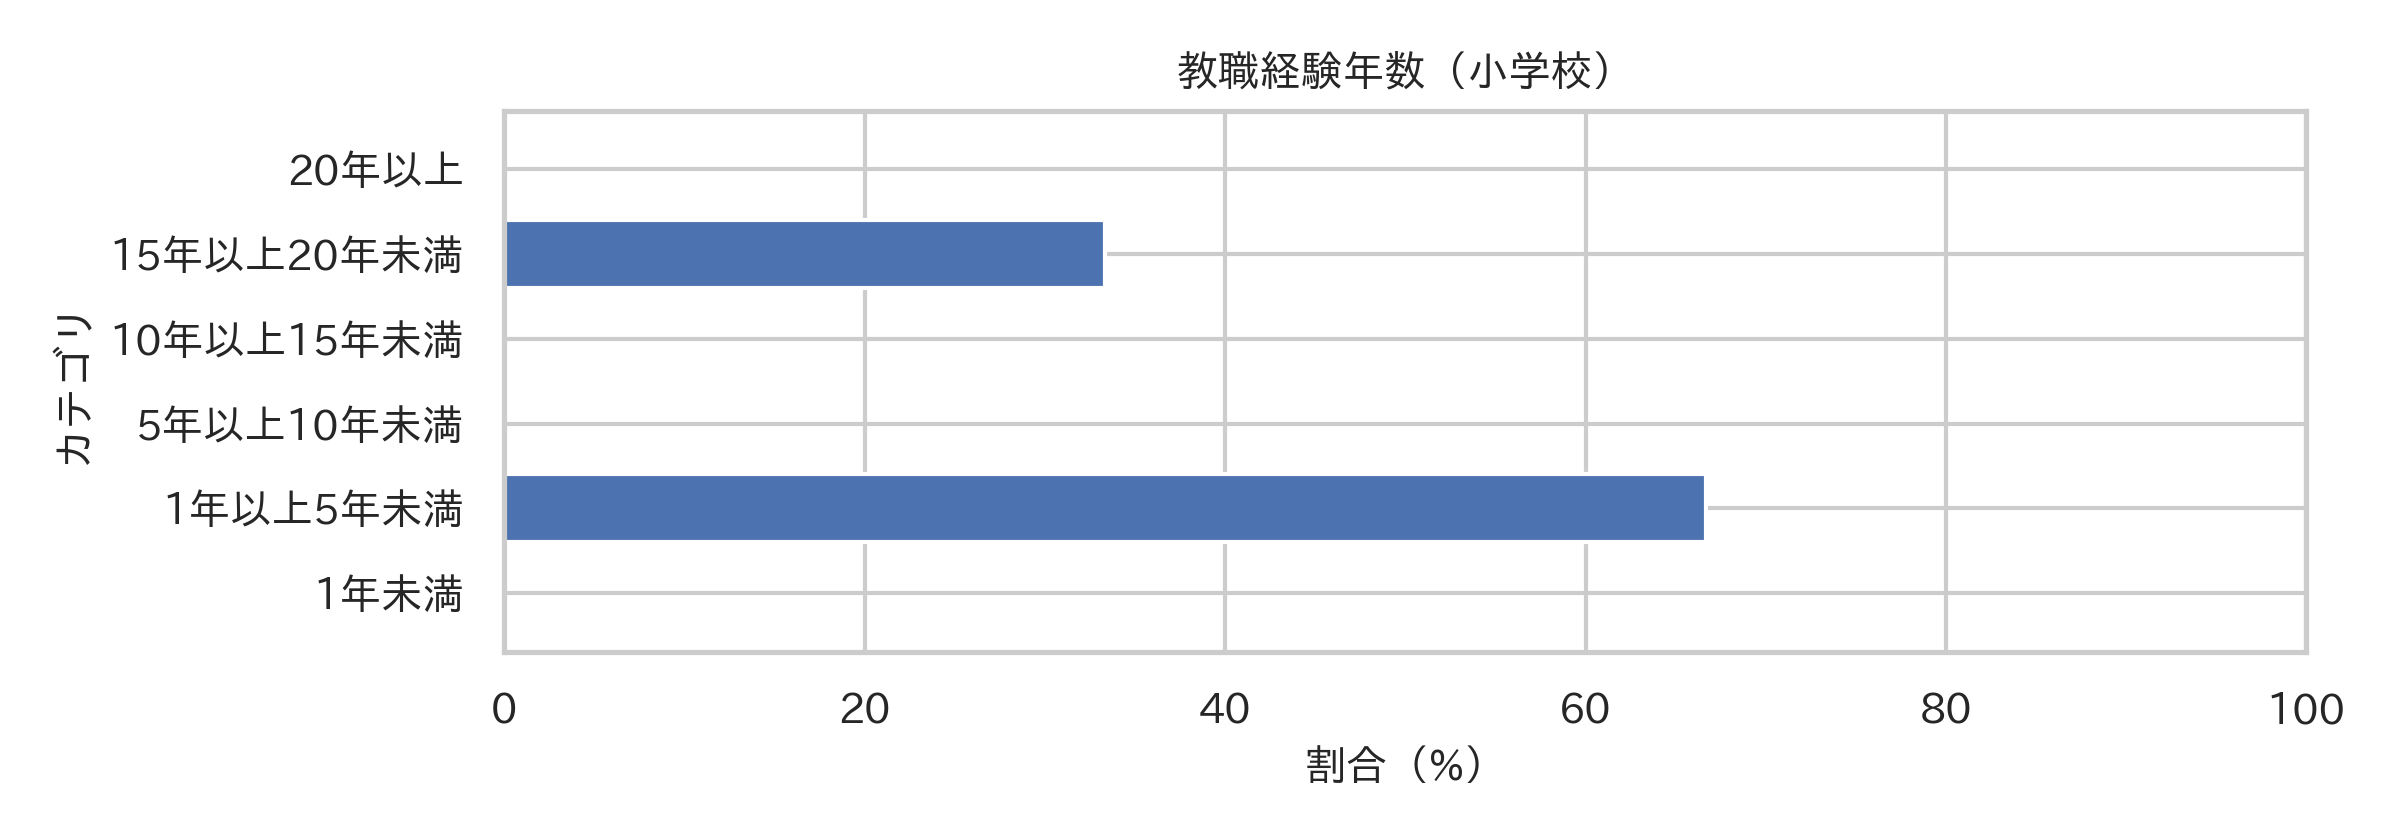 教職経験年数（小学校）
20年以上
15年以上20年未満
10年以上15年未満
5年以上10年未満
1年以上5年未満
1年未満
カテゴリ
0 20 40 60 80 100
割合（%）